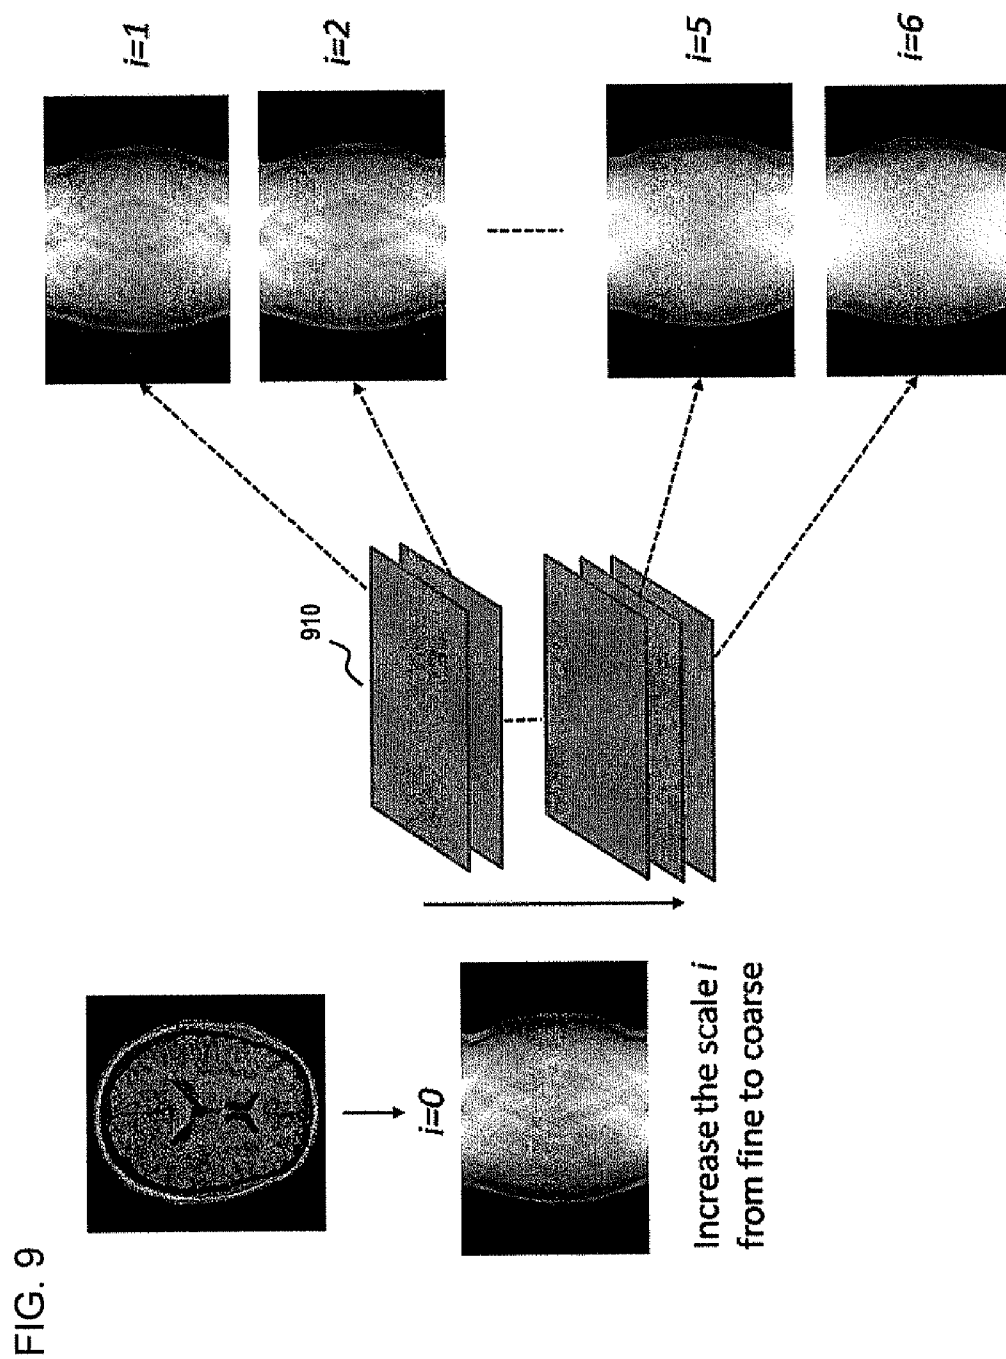 FIG. 9
i=0
Increase the scale i
from fine to coarse
910
i=1
i=2
i=5
i=6